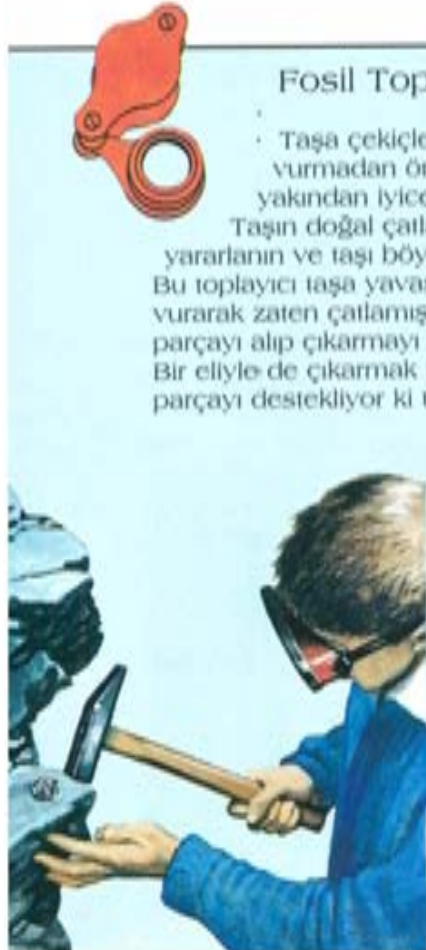 Fosil Top
· Taşa çekiçle
vurmadan ön
yakından iyice
Taşın doğal çatl
yararlanın ve taşı böy
Bu toplayıcı taşa yavaş
vurarak zaten çatlamış
parçayı alıp çıkarmayı
Bir eliyle de çıkarmak
parçayı destekliyor ki